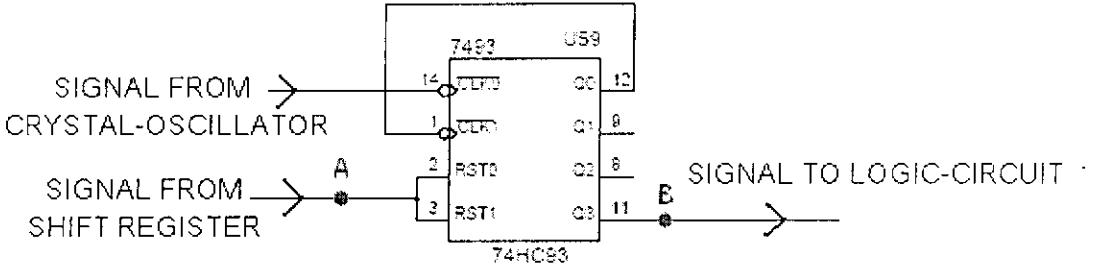 7493
U59
SIGNAL FROM
CRYSTAL-OSCILLATOR
14
CLK0
Q0
12
1
CLK1
Q1
9
A
2
RST0
Q2
8
SIGNAL FROM
SHIFT REGISTER
3
RST1
Q3
11
B
SIGNAL TO LOGIC-CIRCUIT
74HC93